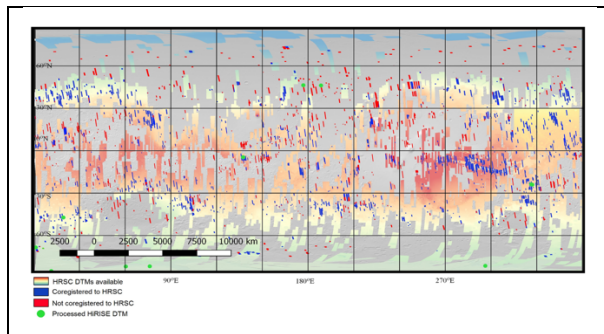 60°N
30°S
60°S
2500 0 2500 5000 7500 10000 km
90°E 180°E 270°E
HRSC DTMs available
Coregistered to HRSC
Not coregistered to HRSC
Processed HiRISE DTM